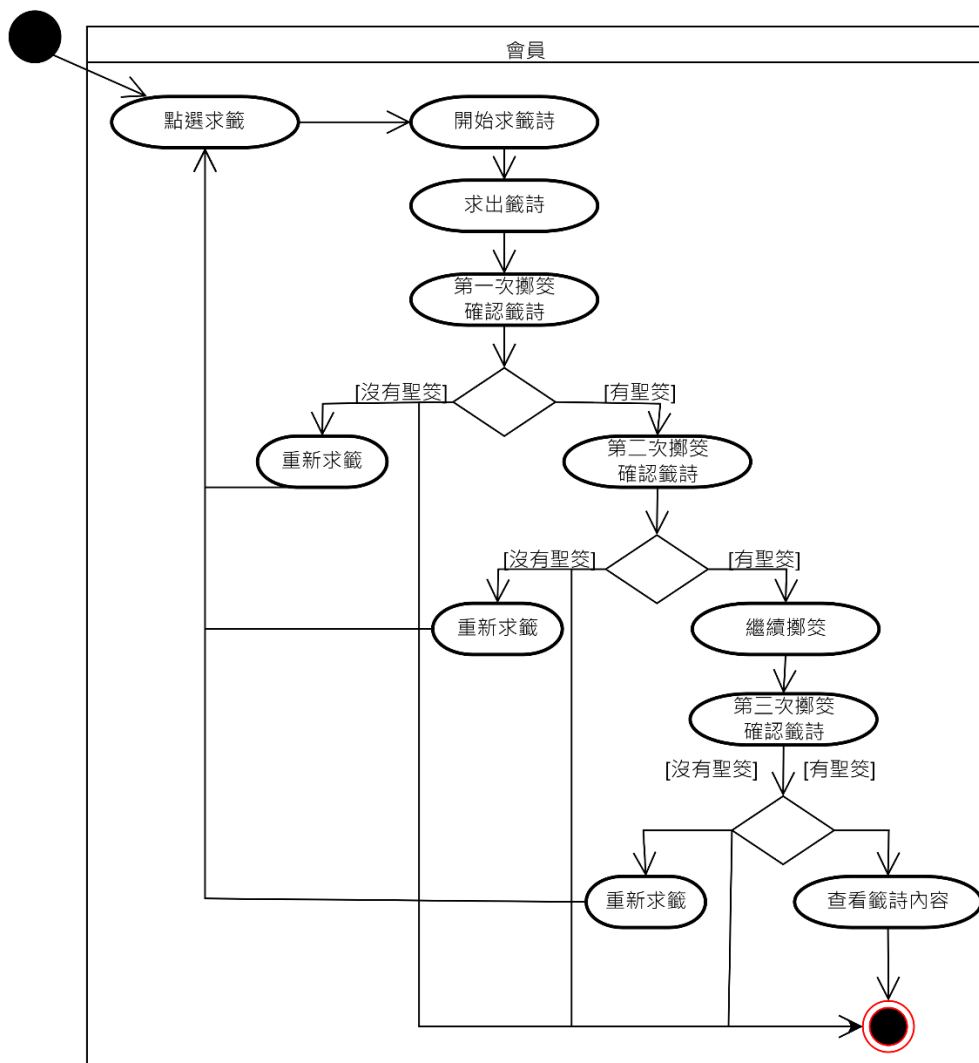 會員
點選求籤
開始求籤詩
求出籤詩
第一次擲筊
確認籤詩
[沒有聖筊]
[有聖筊]
重新求籤
第二次擲筊
確認籤詩
[沒有聖筊]
[有聖筊]
重新求籤
繼續擲筊
第三次擲筊
確認籤詩
[沒有聖筊]
[有聖筊]
重新求籤
查看籤詩內容